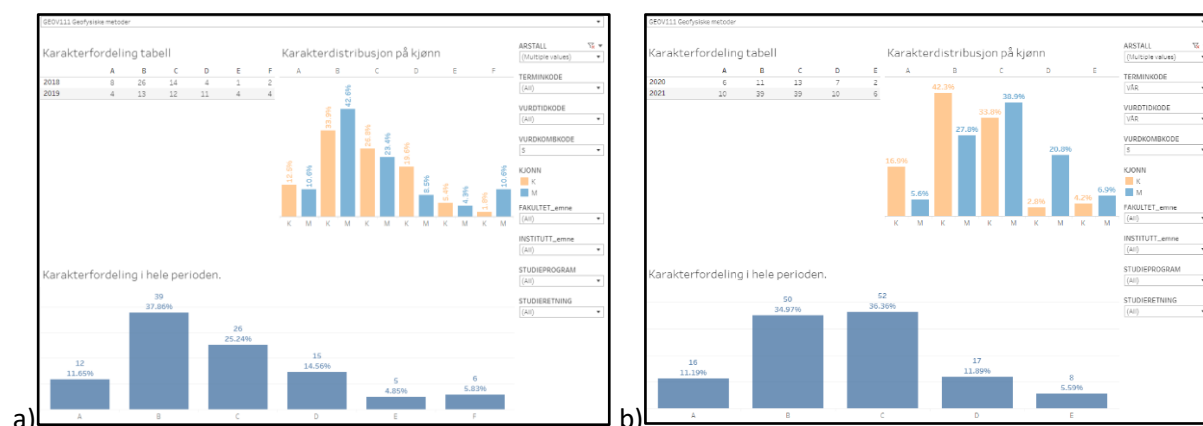 a)
GEOV111 Geofysiske metoder
Karakterfordeling tabell
A B C D E F
2018 8 26 14 4 1 2
2019 4 13 12 11 4 4
Karakterdistribusjon på kjønn
A B C D E F
12.5% 10.6% 33.9% 42.6% 26.8% 23.4% 19.6% 8.5% 5.4% 4.3% 1.8% 10.6%
K M K M K M K M K M K M
ARSTALL
(Multiple values)
TERMINKODE
(All)
VURDTIDKODE
(All)
VURDKOMBKODE
S
KJONN
K
M
FAKULTET_emne
(All)
INSTITUTT_emne
(All)
STUDIEPROGRAM
(All)
STUDIERETNING
(All)
Karakterfordeling i hele perioden.
12 39 26 15 5 6
11.65% 37.86% 25.24% 14.56% 4.85% 5.83%
A B C D E F
b)
GEOV111 Geofysiske metoder
Karakterfordeling tabell
A B C D E
2020 6 11 13 7 2
2021 10 39 39 10 6
Karakterdistribusjon på kjønn
A B C D E
16.9% 5.6% 42.3% 27.8% 33.8% 38.9% 2.8% 20.8% 4.2% 6.9%
K M K M K M K M K M
ARSTALL
(Multiple values)
TERMINKODE
VÅR
VURDTIDKODE
VÅR
VURDKOMBKODE
S
KJONN
K
M
FAKULTET_emne
(All)
INSTITUTT_emne
(All)
STUDIEPROGRAM
(All)
STUDIERETNING
(All)
Karakterfordeling i hele perioden.
16 50 52 17 8
11.19% 34.97% 36.36% 11.89% 5.59%
A B C D E